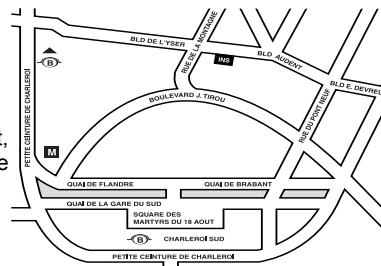 BLD DE L'YSER
RUE DE LA MONTAGNE
INS
BLD AUDENT
BLD E. DEVREU
B
BOULEVARD J. TIROU
RUE DU PONT NEUF
PETITE CEINTURE DE CHARLEROI
M
QUAI DE FLANDRE
QUAI DE BRABANT
QUAI DE LA GARE DU SUD
SQUARE DES
MARTYRS DU 18 AOUT
B
CHARLEROI SUD
PETITE CEINTURE DE CHARLEROI